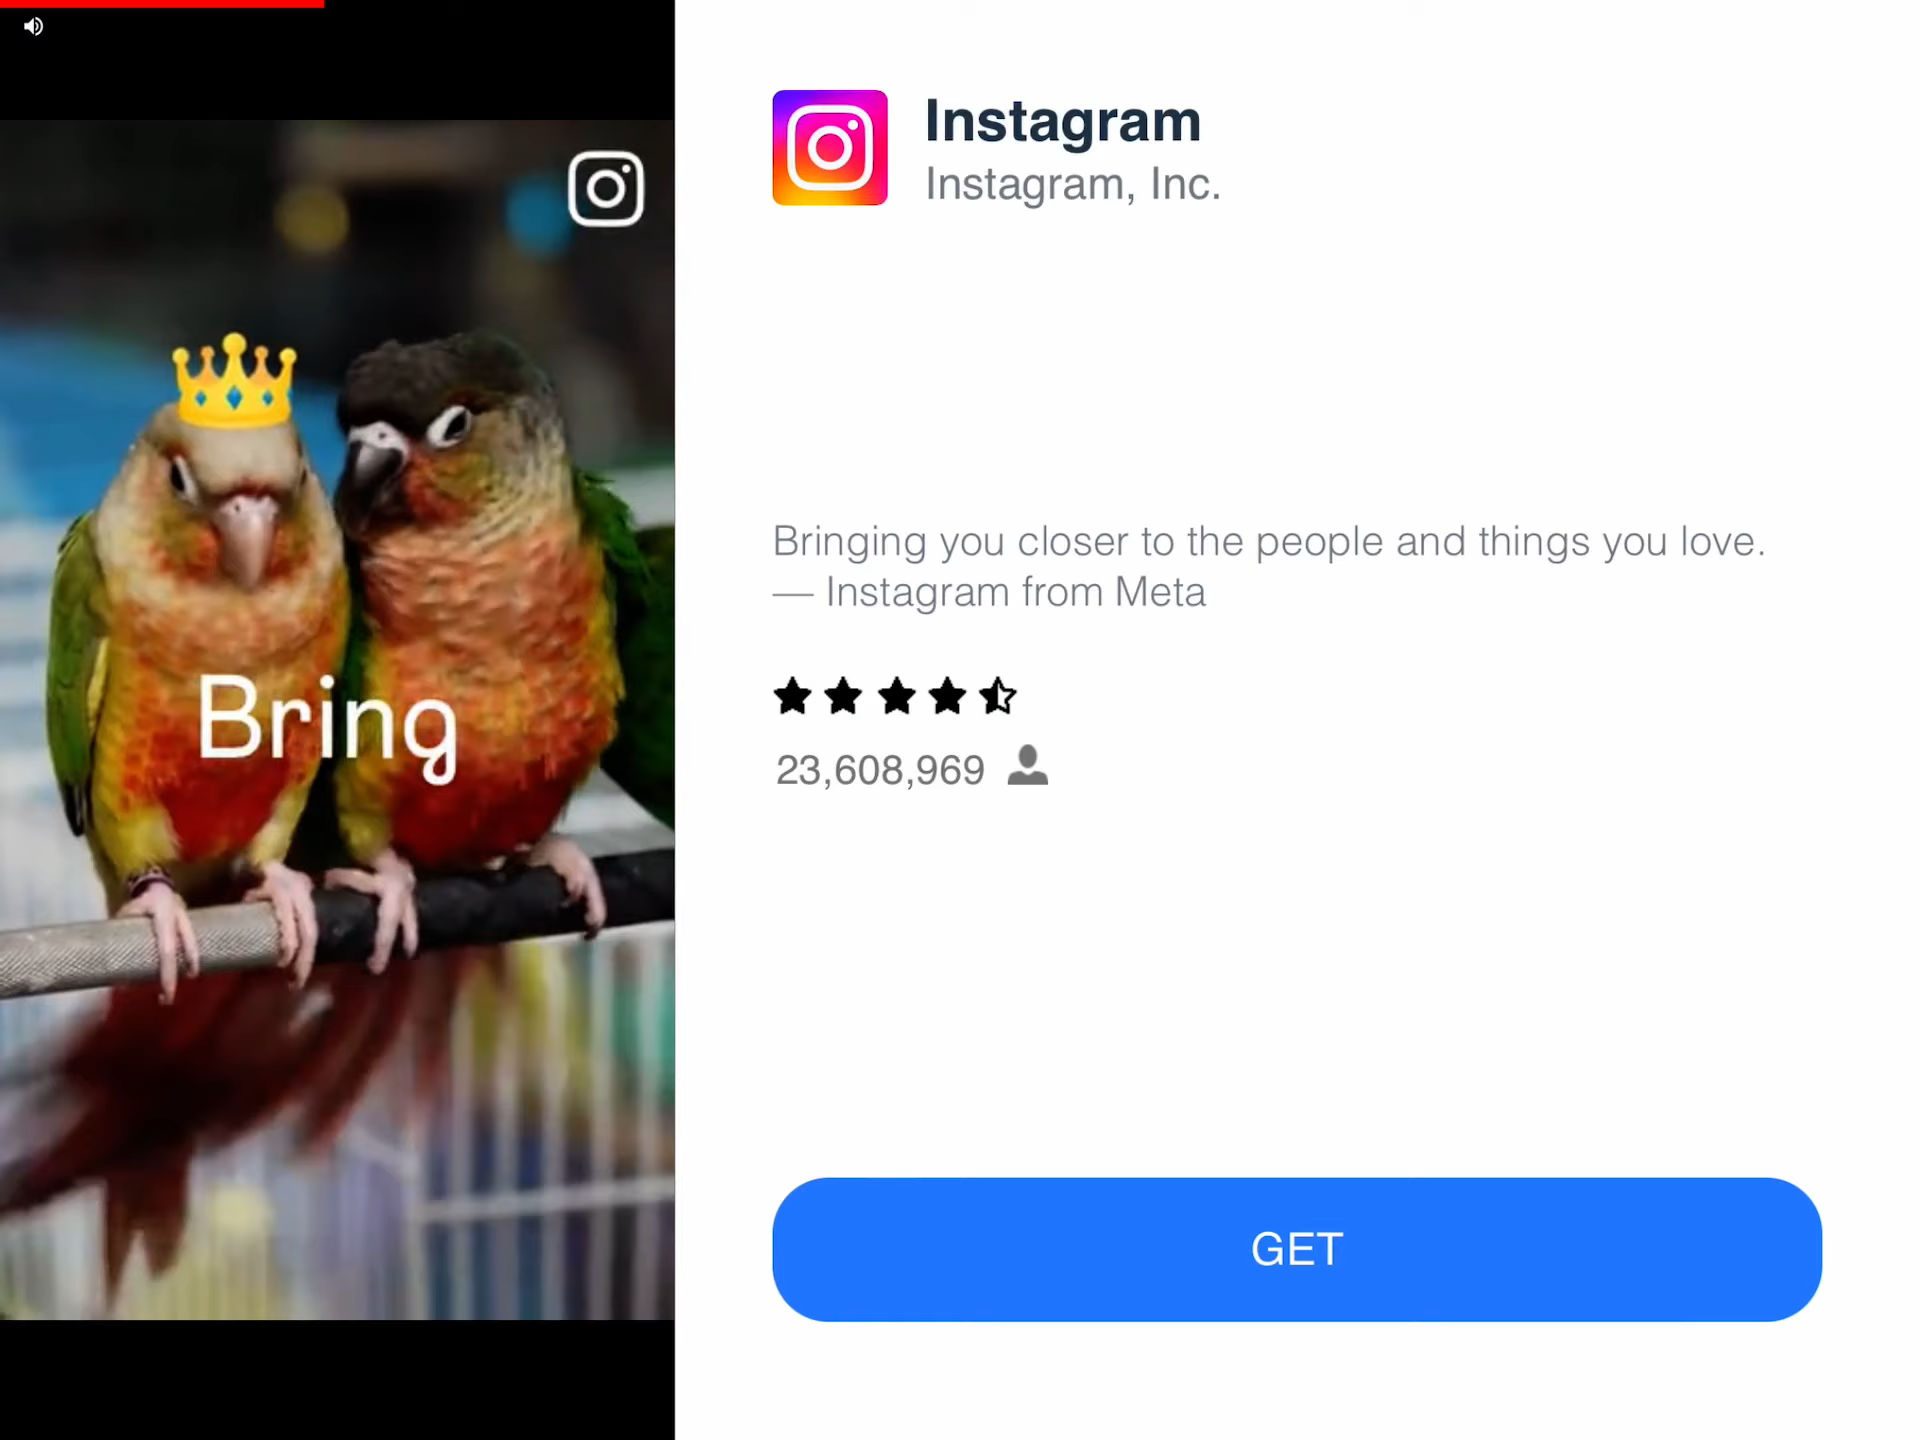 Bring
Instagram
Instagram, Inc.
Bringing you closer to the people and things you love.
— Instagram from Meta
23,608,969
GET